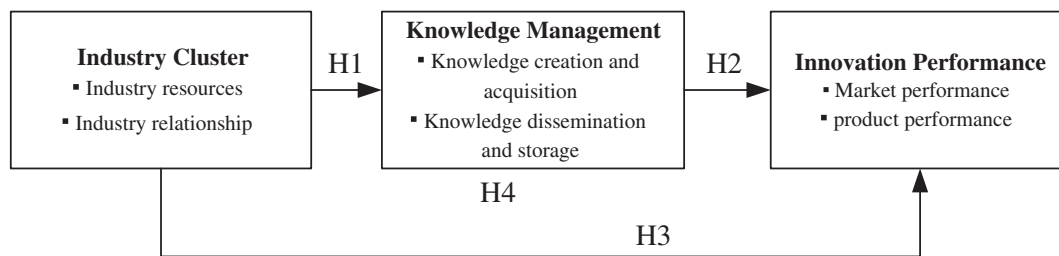 Industry Cluster
▪ Industry resources
▪ Industry relationship
H1
Knowledge Management
▪ Knowledge creation and
acquisition
▪ Knowledge dissemination
and storage
H2
Innovation Performance
▪ Market performance
▪ product performance
H4
H3